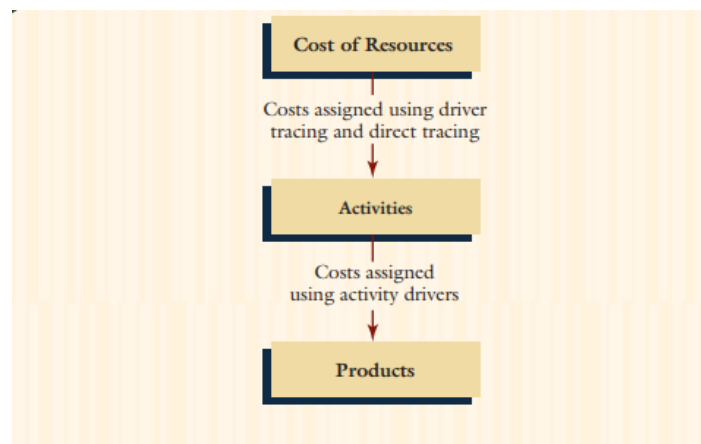 Cost of Resources
Costs assigned using driver
tracing and direct tracing
Activities
Costs assigned
using activity drivers
Products